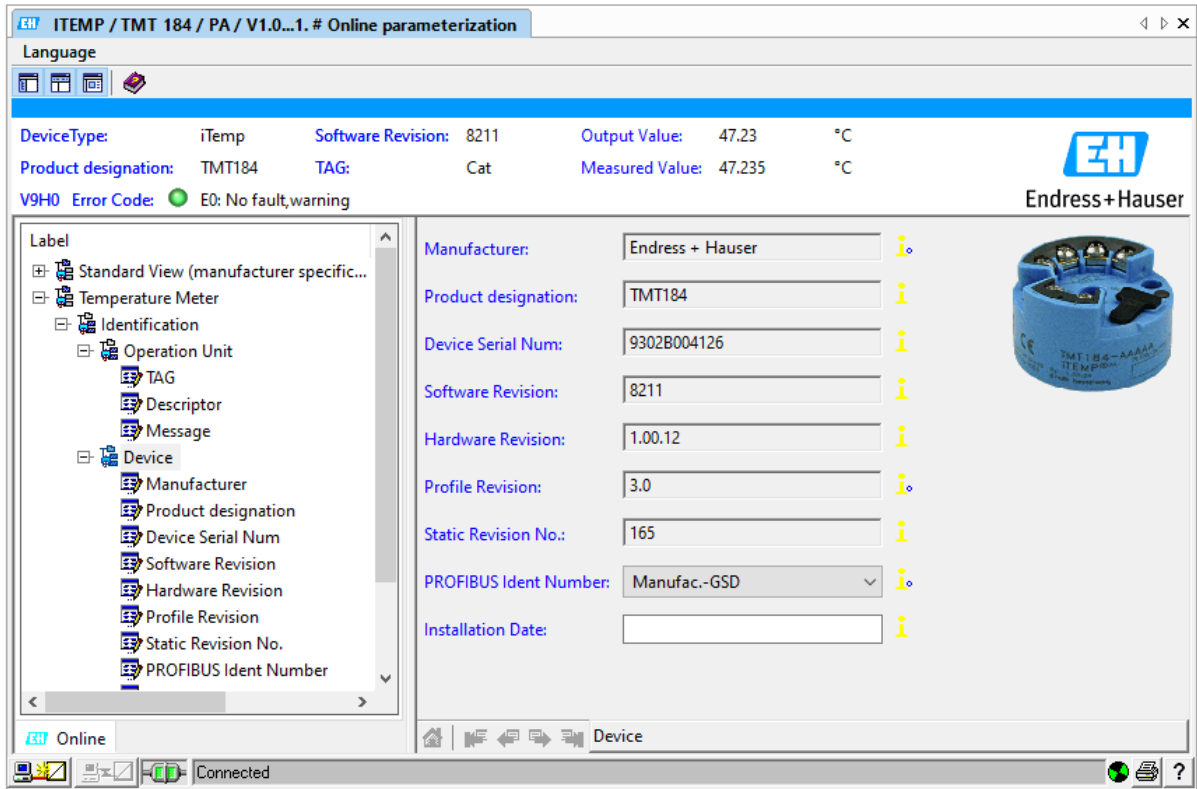 ITEMP / TMT 184 / PA / V1.0...1. # Online parameterization
Language
DeviceType: iTemp Software Revision: 8211 Output Value: 47.23 °C
Product designation: TMT184 TAG: Cat Measured Value: 47.235 °C
V9H0 Error Code: E0: No fault,warning
EH
Endress+Hauser
Label
Standard View (manufacturer specific...
Temperature Meter
Identification
Operation Unit
TAG
Descriptor
Message
Device
Manufacturer
Product designation
Device Serial Num
Software Revision
Hardware Revision
Profile Revision
Static Revision No.
PROFIBUS Ident Number
Online
Manufacturer: Endress + Hauser
Product designation: TMT184
Device Serial Num: 9302B004126
Software Revision: 8211
Hardware Revision: 1.00.12
Profile Revision: 3.0
Static Revision No.: 165
PROFIBUS Ident Number: Manufac.-GSD
Installation Date:
TMT184-AAAAA
Device
Connected